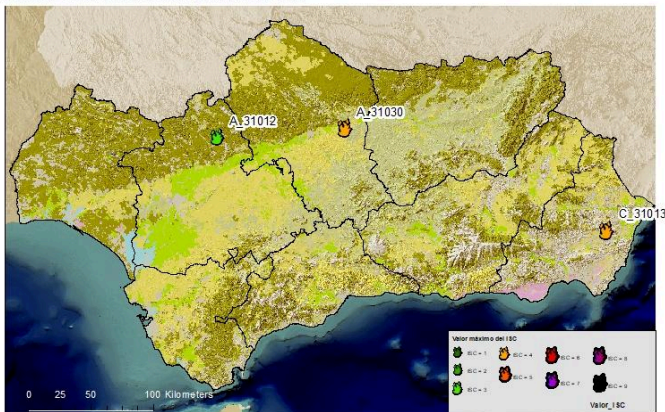 A_31012
A_31030
C_31013
Valor máximo del ISC
ISC = 1 ISC = 4 ISC = 6 ISC = 8
ISC = 2 ISC = 5 ISC = 7 ISC = 9
ISC = 3
Valor_ISC
0 25 50 100 Kilometers